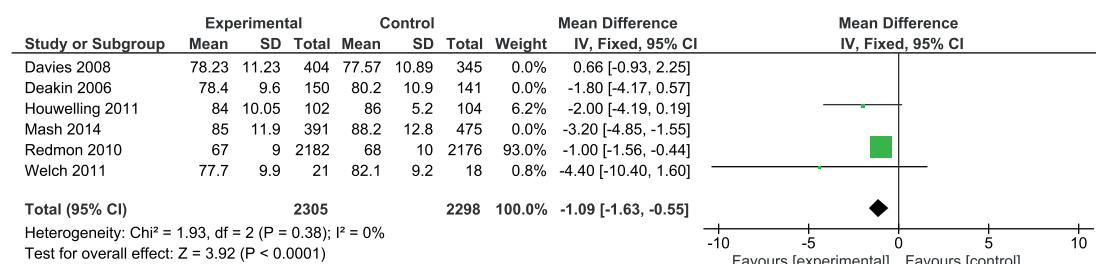 Experimental Control Mean Difference Mean Difference
Study or Subgroup Mean SD Total Mean SD Total Weight IV, Fixed, 95% CI IV, Fixed, 95% CI
Davies 2008 78.23 11.23 404 77.57 10.89 345 0.0% 0.66 [-0.93, 2.25]
Deakin 2006 78.4 9.6 150 80.2 10.9 141 0.0% -1.80 [-4.17, 0.57]
Houwelling 2011 84 10.05 102 86 5.2 104 6.2% -2.00 [-4.19, 0.19]
Mash 2014 85 11.9 391 88.2 12.8 475 0.0% -3.20 [-4.85, -1.55]
Redmon 2010 67 9 2182 68 10 2176 93.0% -1.00 [-1.56, -0.44]
Welch 2011 77.7 9.9 21 82.1 9.2 18 0.8% -4.40 [-10.40, 1.60]
Total (95% CI) 2305 2298 100.0% -1.09 [-1.63, -0.55]
Heterogeneity: Chi² = 1.93, df = 2 (P = 0.38); I² = 0%
Test for overall effect: Z = 3.92 (P < 0.0001)
-10 -5 0 5 10
Favours [experimental] Favours [control]